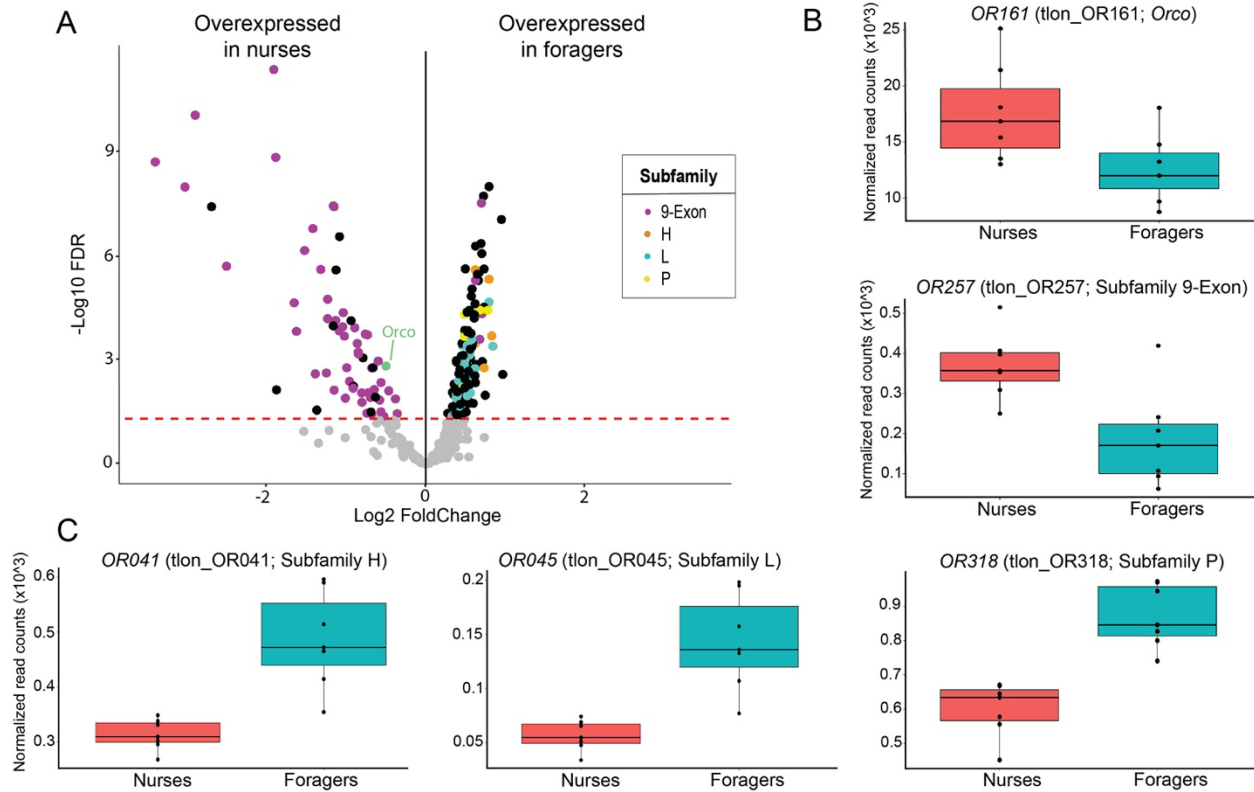 A
Overexpressed
in nurses
Overexpressed
in foragers
-Log10 FDR
9
6
3
0
-2
0
2
Log2 FoldChange
Orco
Subfamily
9-Exon
H
L
P
B
OR161 (tlon_OR161; Orco)
Normalized read counts (x10^3)
25
20
15
10
Nurses
Foragers
OR257 (tlon_OR257; Subfamily 9-Exon)
Normalized read counts (x10^3)
0.5
0.4
0.3
0.2
0.1
Nurses
Foragers
C
OR041 (tlon_OR041; Subfamily H)
Normalized read counts (x10^3)
0.6
0.5
0.4
0.3
Nurses
Foragers
OR045 (tlon_OR045; Subfamily L)
0.2
0.15
0.1
0.05
Nurses
Foragers
OR318 (tlon_OR318; Subfamily P)
0.9
0.8
0.7
0.6
0.5
Nurses
Foragers